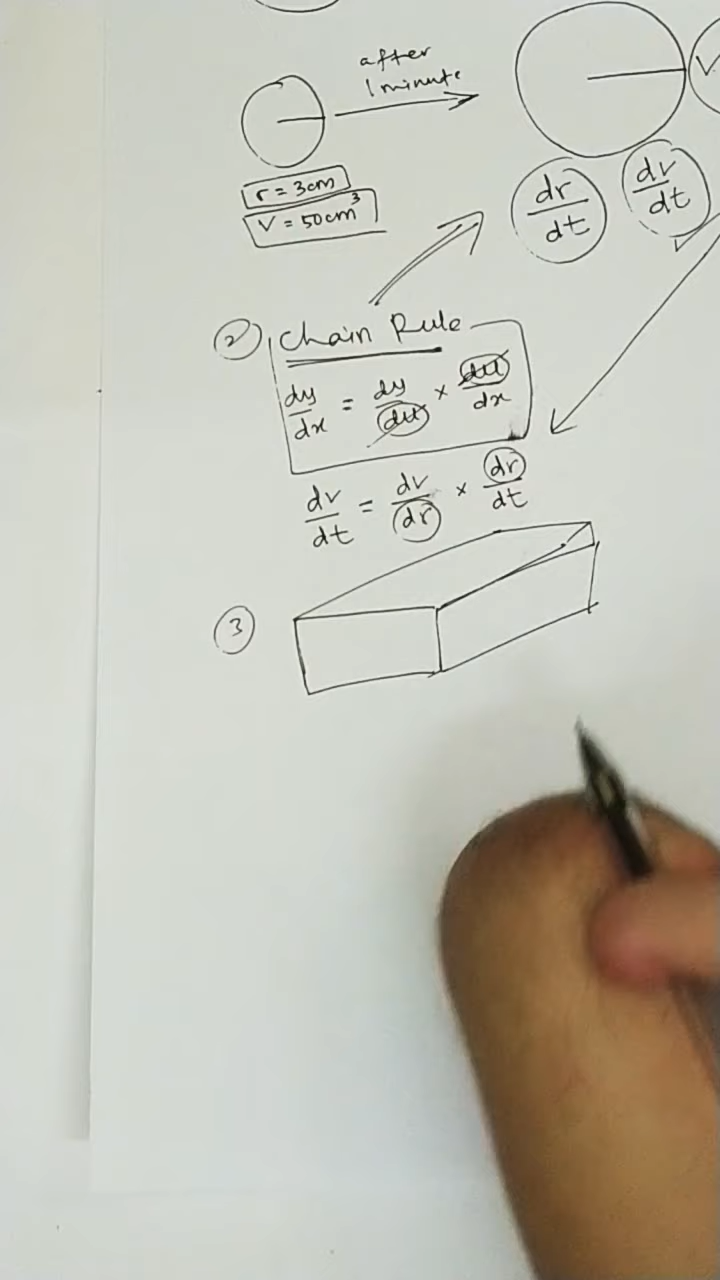 after
1 minute
r = 3cm
V = 50cm³
dr/dt
dv/dt
V
② Chain Rule
dy/dx = dy/du × du/dx
dv/dt = dv/dr × dr/dt
③